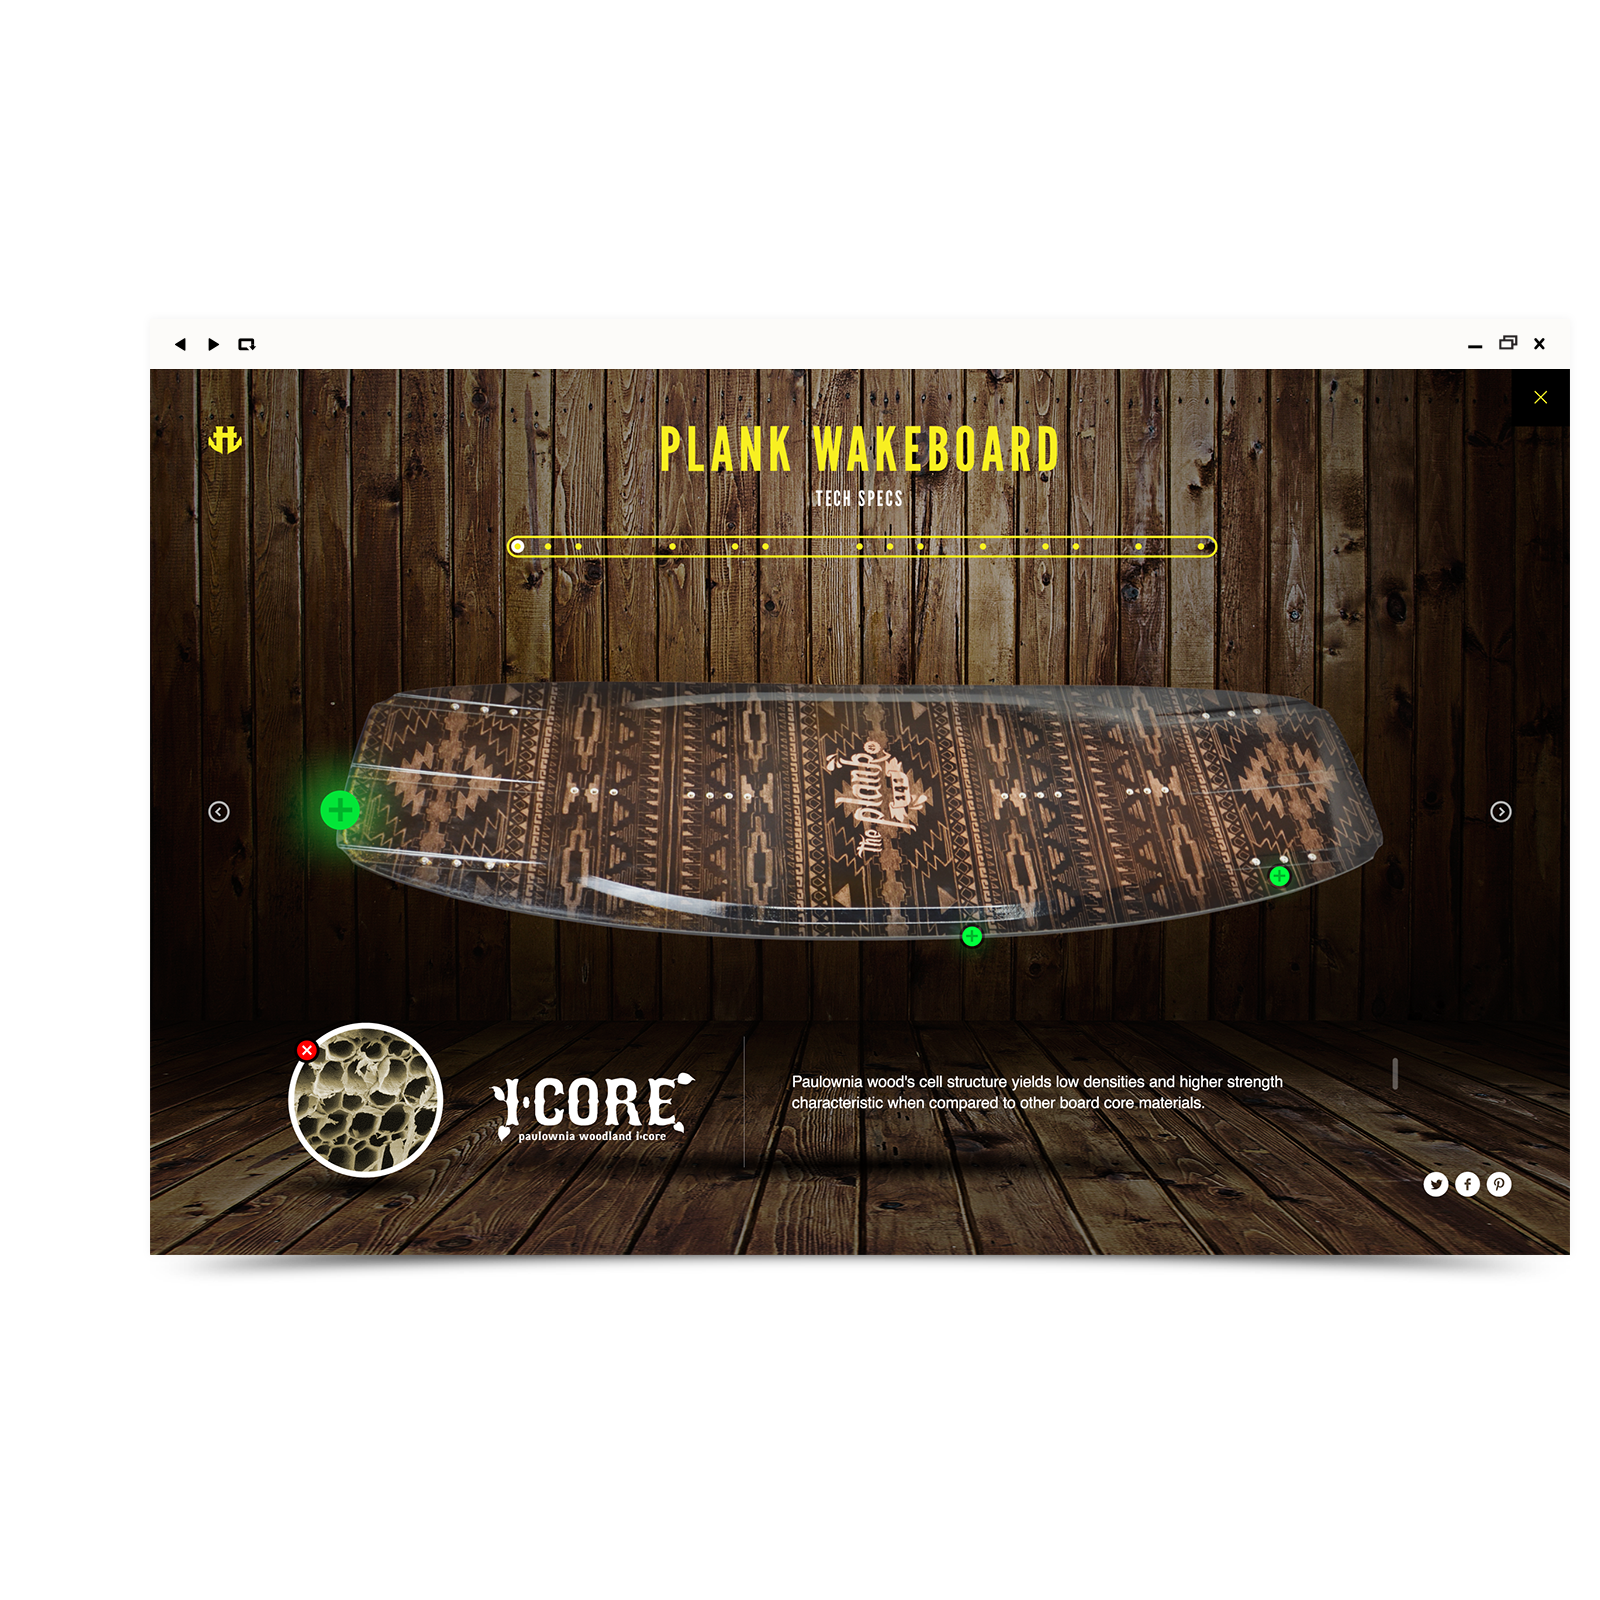 PLANK WAKEBOARD
TECH SPECS
The Plank
141
I·CORE
paulownia woodland i·core
Paulownia wood's cell structure yields low densities and higher strength
characteristic when compared to other board core materials.